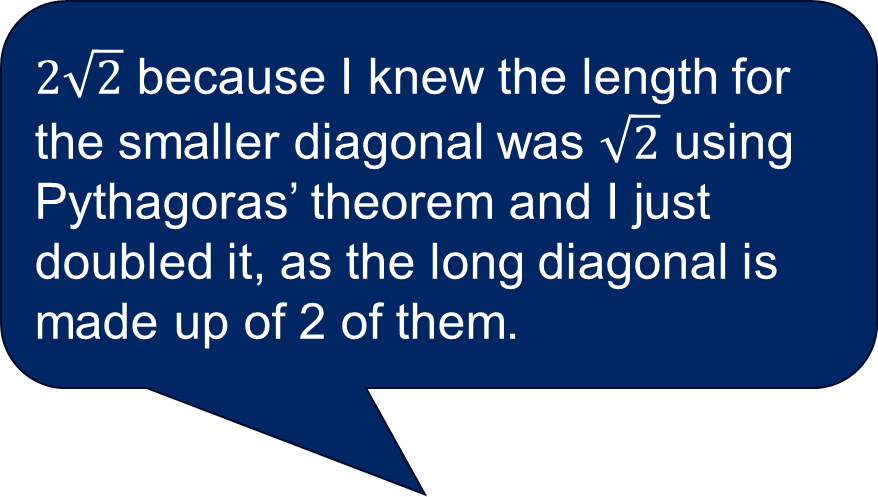 2√2 because I knew the length for
the smaller diagonal was √2 using
Pythagoras’ theorem and I just
doubled it, as the long diagonal is
made up of 2 of them.